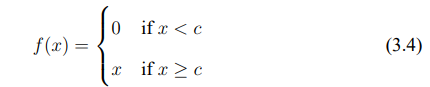 0 if x < c
f(x) = { (3.4)
x if x ≥ c